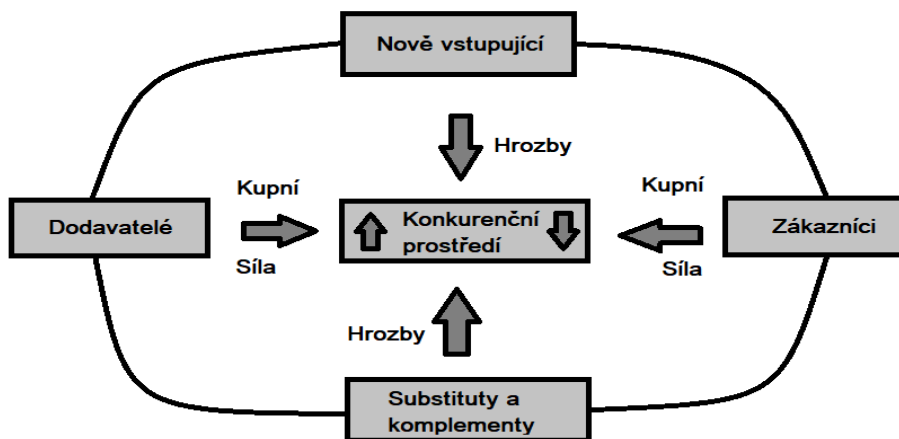 Nově vstupující
Hrozby
Kupní
Síla
Dodavatelé
Konkurenční
prostředí
Kupní
Síla
Zákazníci
Hrozby
Substituty a
komplementy